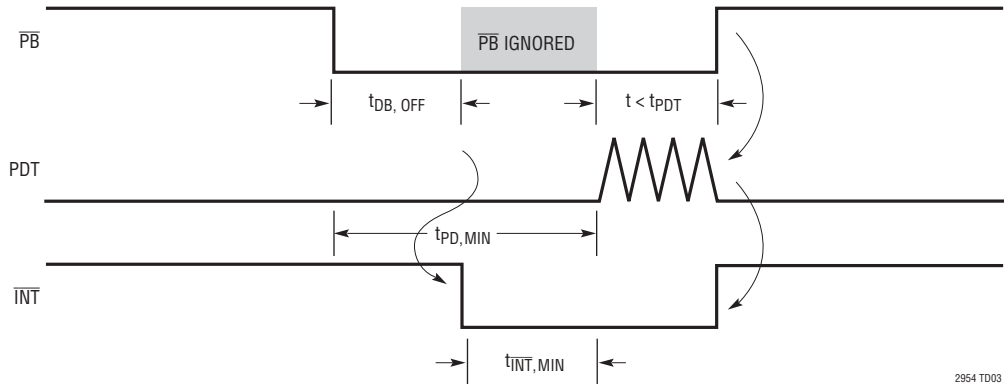 PB
PB IGNORED
tDB, OFF
t < tPDT
PDT
tPD,MIN
INT
tINT,MIN
2954 TD03